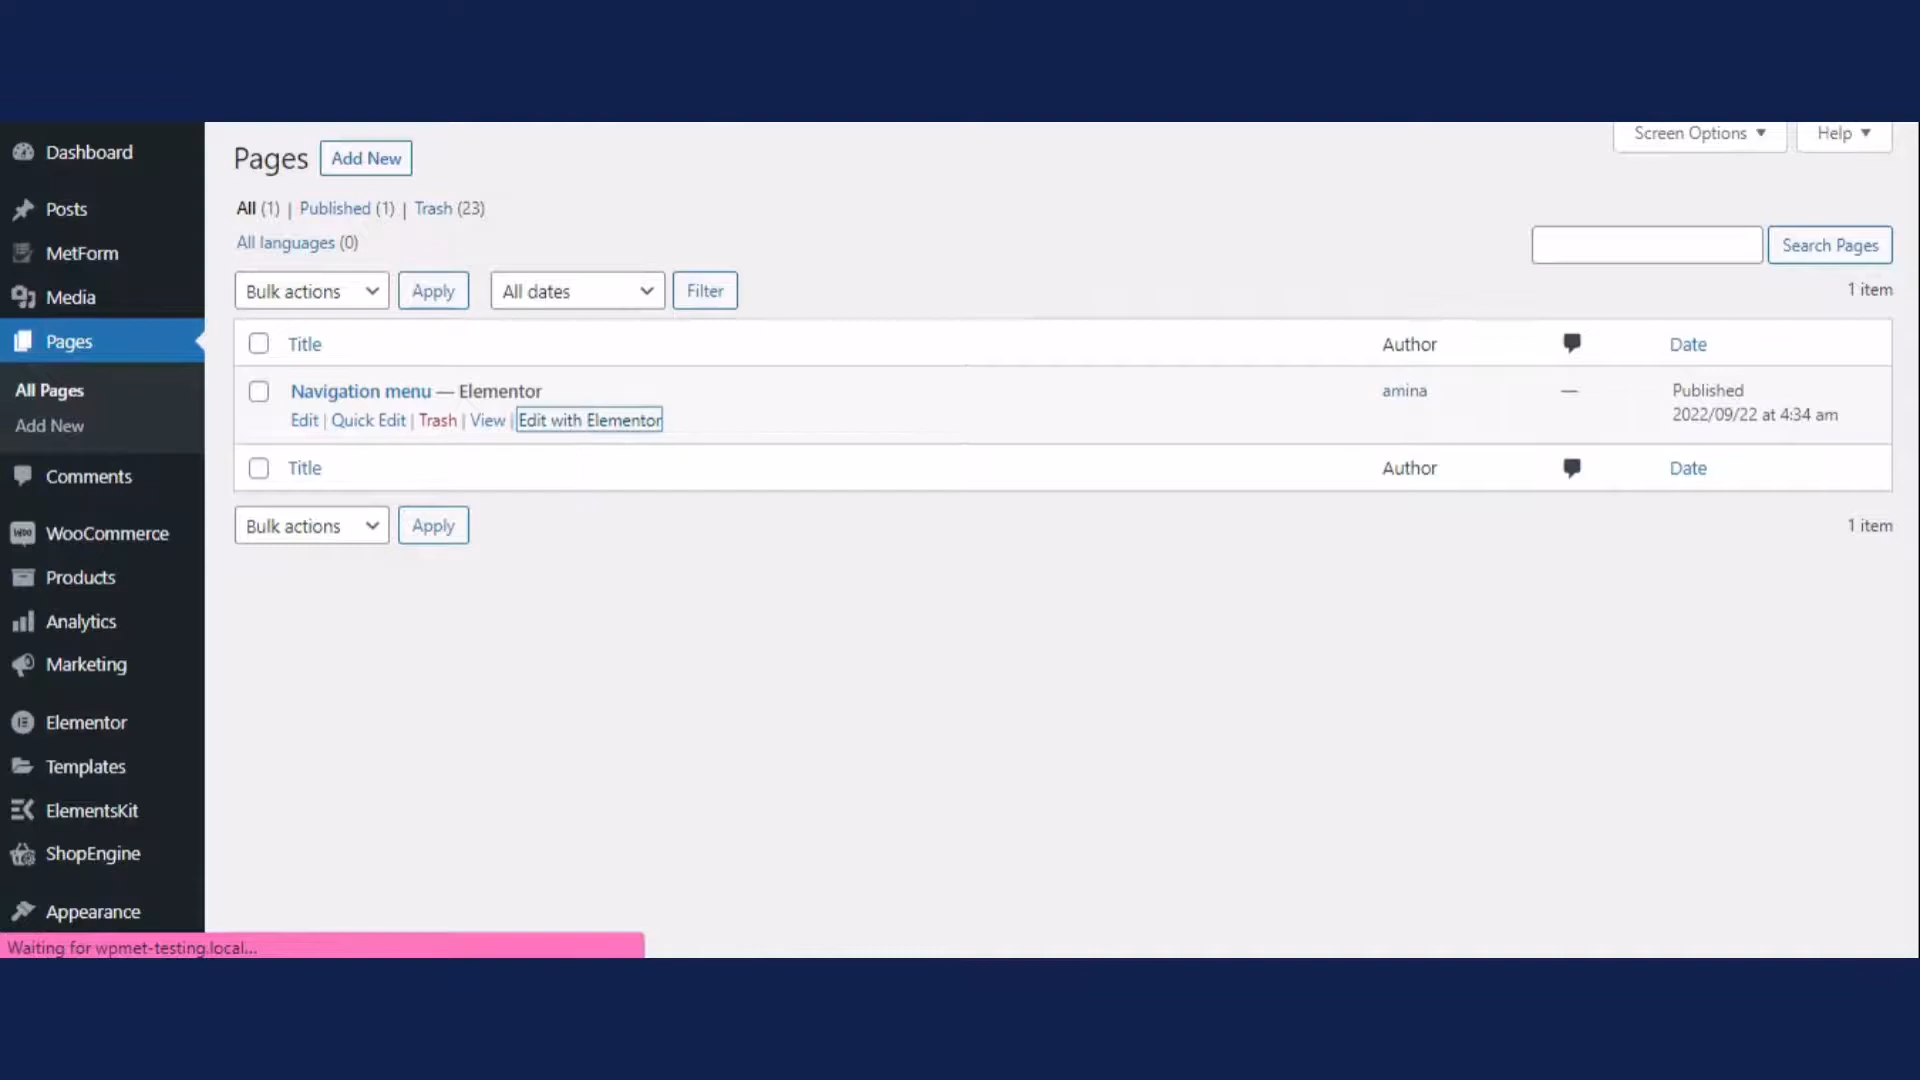 Dashboard
Posts
MetForm
Media
Pages
All Pages
Add New
Comments
WooCommerce
Products
Analytics
Marketing
Elementor
Templates
ElementsKit
ShopEngine
Appearance
Waiting for wpmet-testing.local...
Screen Options ▼ Help ▼
Pages Add New
All (1) | Published (1) | Trash (23)
All languages (0)
Search Pages
Bulk actions Apply All dates Filter
1 item
Title Author Date
Navigation menu — Elementor amina — Published
Edit | Quick Edit | Trash | View | Edit with Elementor 2022/09/22 at 4:34 am
Title Author Date
Bulk actions Apply 1 item